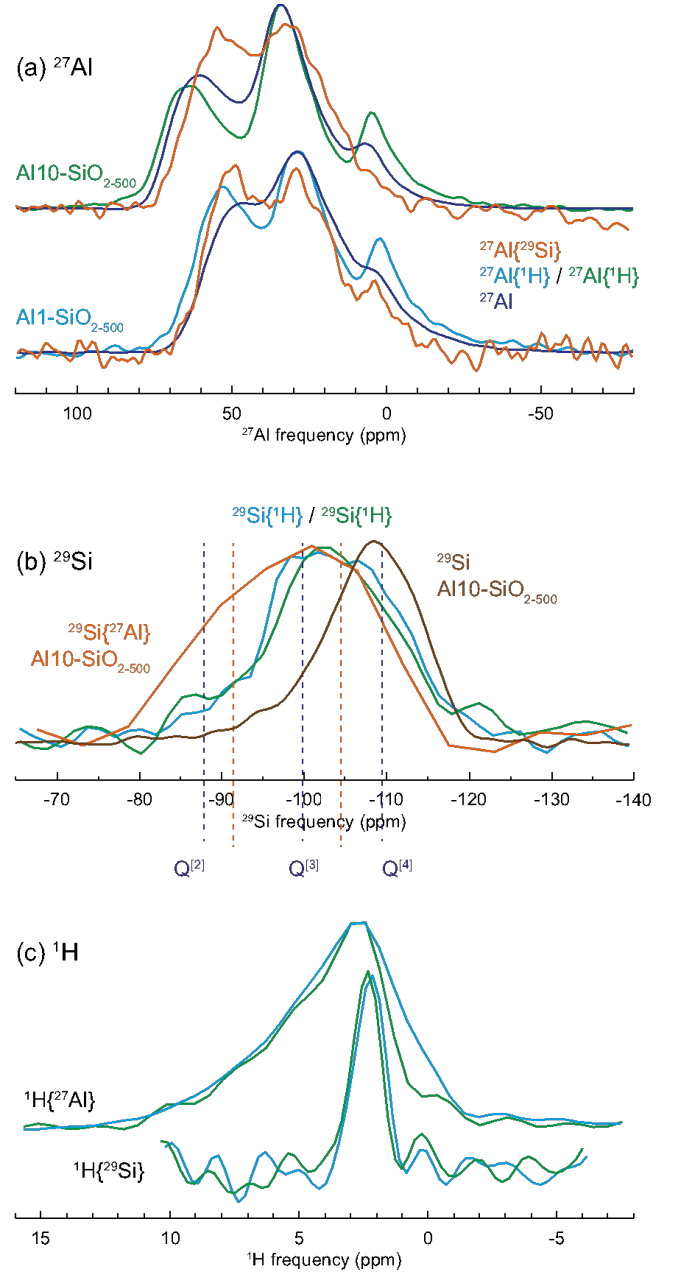 (a) ²⁷Al
Al10-SiO₂₋₅₀₀
²⁷Al{²⁹Si}
²⁷Al{¹H} / ²⁷Al{¹H}
²⁷Al
Al1-SiO₂₋₅₀₀
100 50 0 -50
²⁷Al frequency (ppm)
²⁹Si{¹H} / ²⁹Si{¹H}
(b) ²⁹Si
²⁹Si
Al10-SiO₂₋₅₀₀
²⁹Si{²⁷Al}
Al10-SiO₂₋₅₀₀
-70 -80 -90 -100 -110 -120 -130 -140
²⁹Si frequency (ppm)
Q[²] Q[³] Q[⁴]
(c) ¹H
¹H{²⁷Al}
¹H{²⁹Si}
15 10 5 0 -5
¹H frequency (ppm)